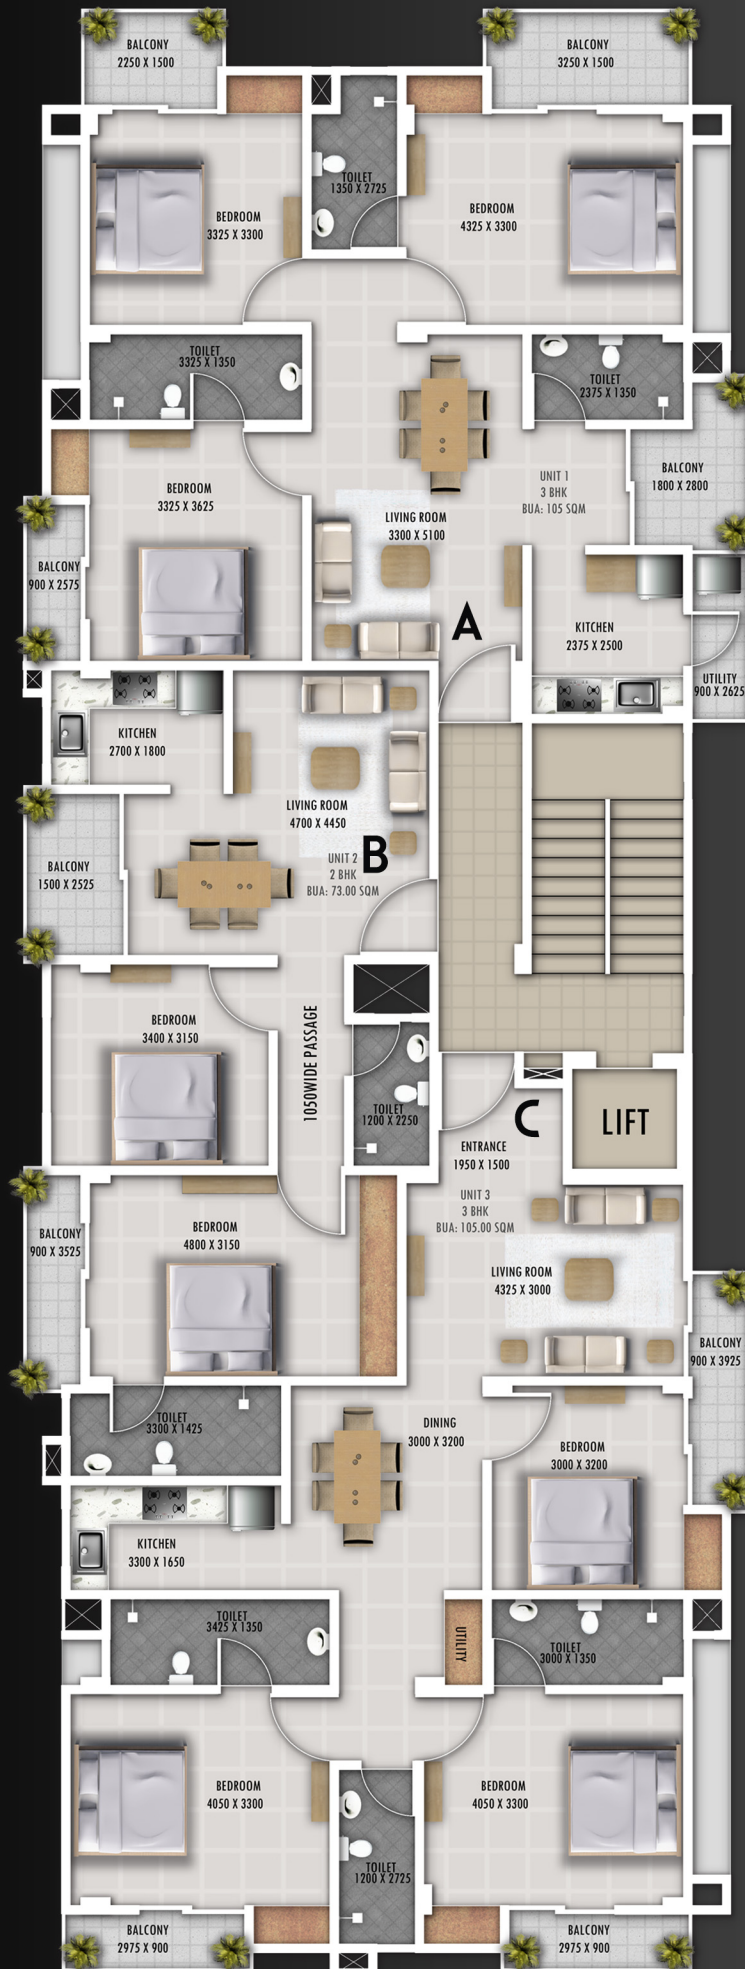 BALCONY
2250 X 1500
BALCONY
3250 X 1500
TOILET
1350 X 2725
BEDROOM
3325 X 3300
BEDROOM
4325 X 3300
TOILET
3325 X 1350
TOILET
2375 X 1350
BEDROOM
3325 X 3625
UNIT 1
3 BHK
BUA: 105 SQM
BALCONY
1800 X 2800
LIVING ROOM
3300 X 5100
BALCONY
900 X 2575
A
KITCHEN
2375 X 2500
UTILITY
900 X 2625
KITCHEN
2700 X 1800
LIVING ROOM
4700 X 4450
B
UNIT 2
2 BHK
BUA: 73.00 SQM
BALCONY
1500 X 2525
BEDROOM
3400 X 3150
1050WIDE PASSAGE
TOILET
1200 X 2250
C
LIFT
ENTRANCE
1950 X 1500
UNIT 3
3 BHK
BUA: 105.00 SQM
BALCONY
900 X 3525
BEDROOM
4800 X 3150
LIVING ROOM
4325 X 3000
BALCONY
900 X 3925
TOILET
3300 X 1425
DINING
3000 X 3200
BEDROOM
3000 X 3200
KITCHEN
3300 X 1650
TOILET
3425 X 1350
UTILITY
TOILET
3000 X 1350
BEDROOM
4050 X 3300
BEDROOM
4050 X 3300
TOILET
1200 X 2725
BALCONY
2975 X 900
BALCONY
2975 X 900